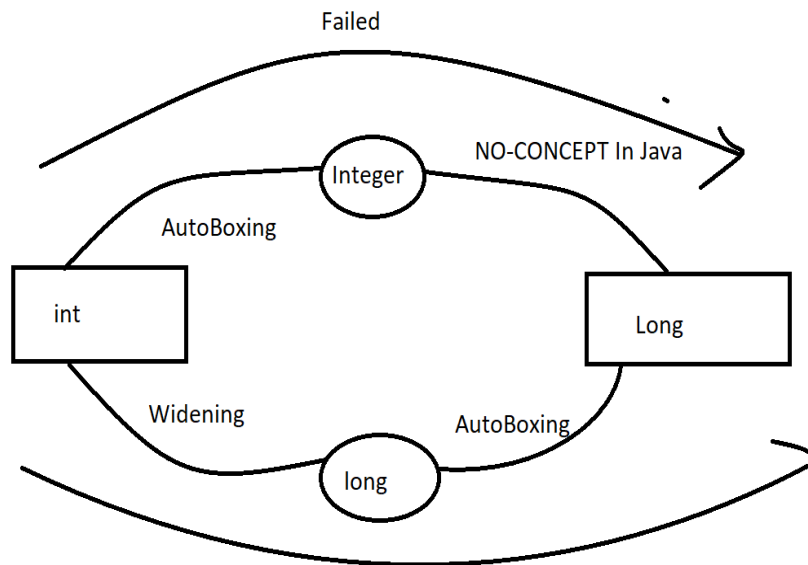 Failed
NO-CONCEPT In Java
Integer
AutoBoxing
int
Long
Widening
AutoBoxing
long